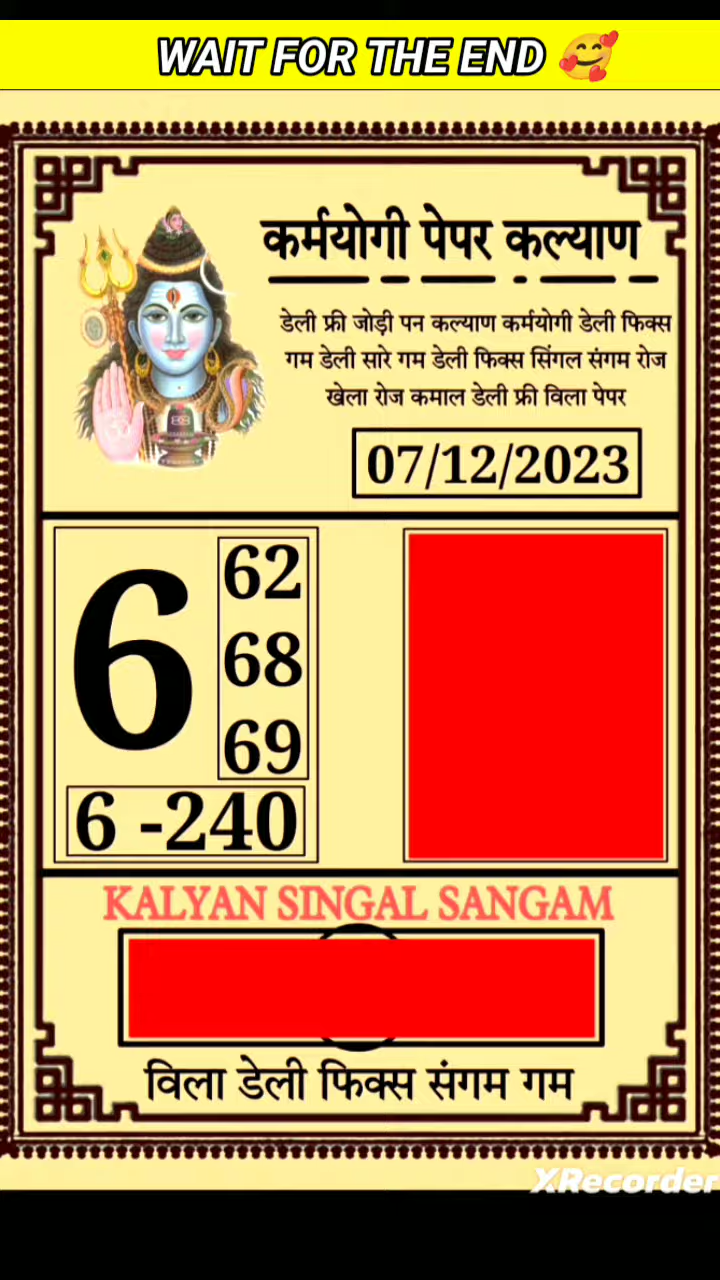 WAIT FOR THE END 🥰
कर्मयोगी पेपर कल्याण
डेली फ्री जोड़ी पन कल्याण कर्मयोगी डेली फिक्स
गम डेली सारे गम डेली फिक्स सिंगल संगम रोज
खेला रोज कमाल डेली फ्री विला पेपर
07/12/2023
6
62
68
69
6 -240
KALYAN SINGAL SANGAM
विला डेली फिक्स संगम गम
XRecorder